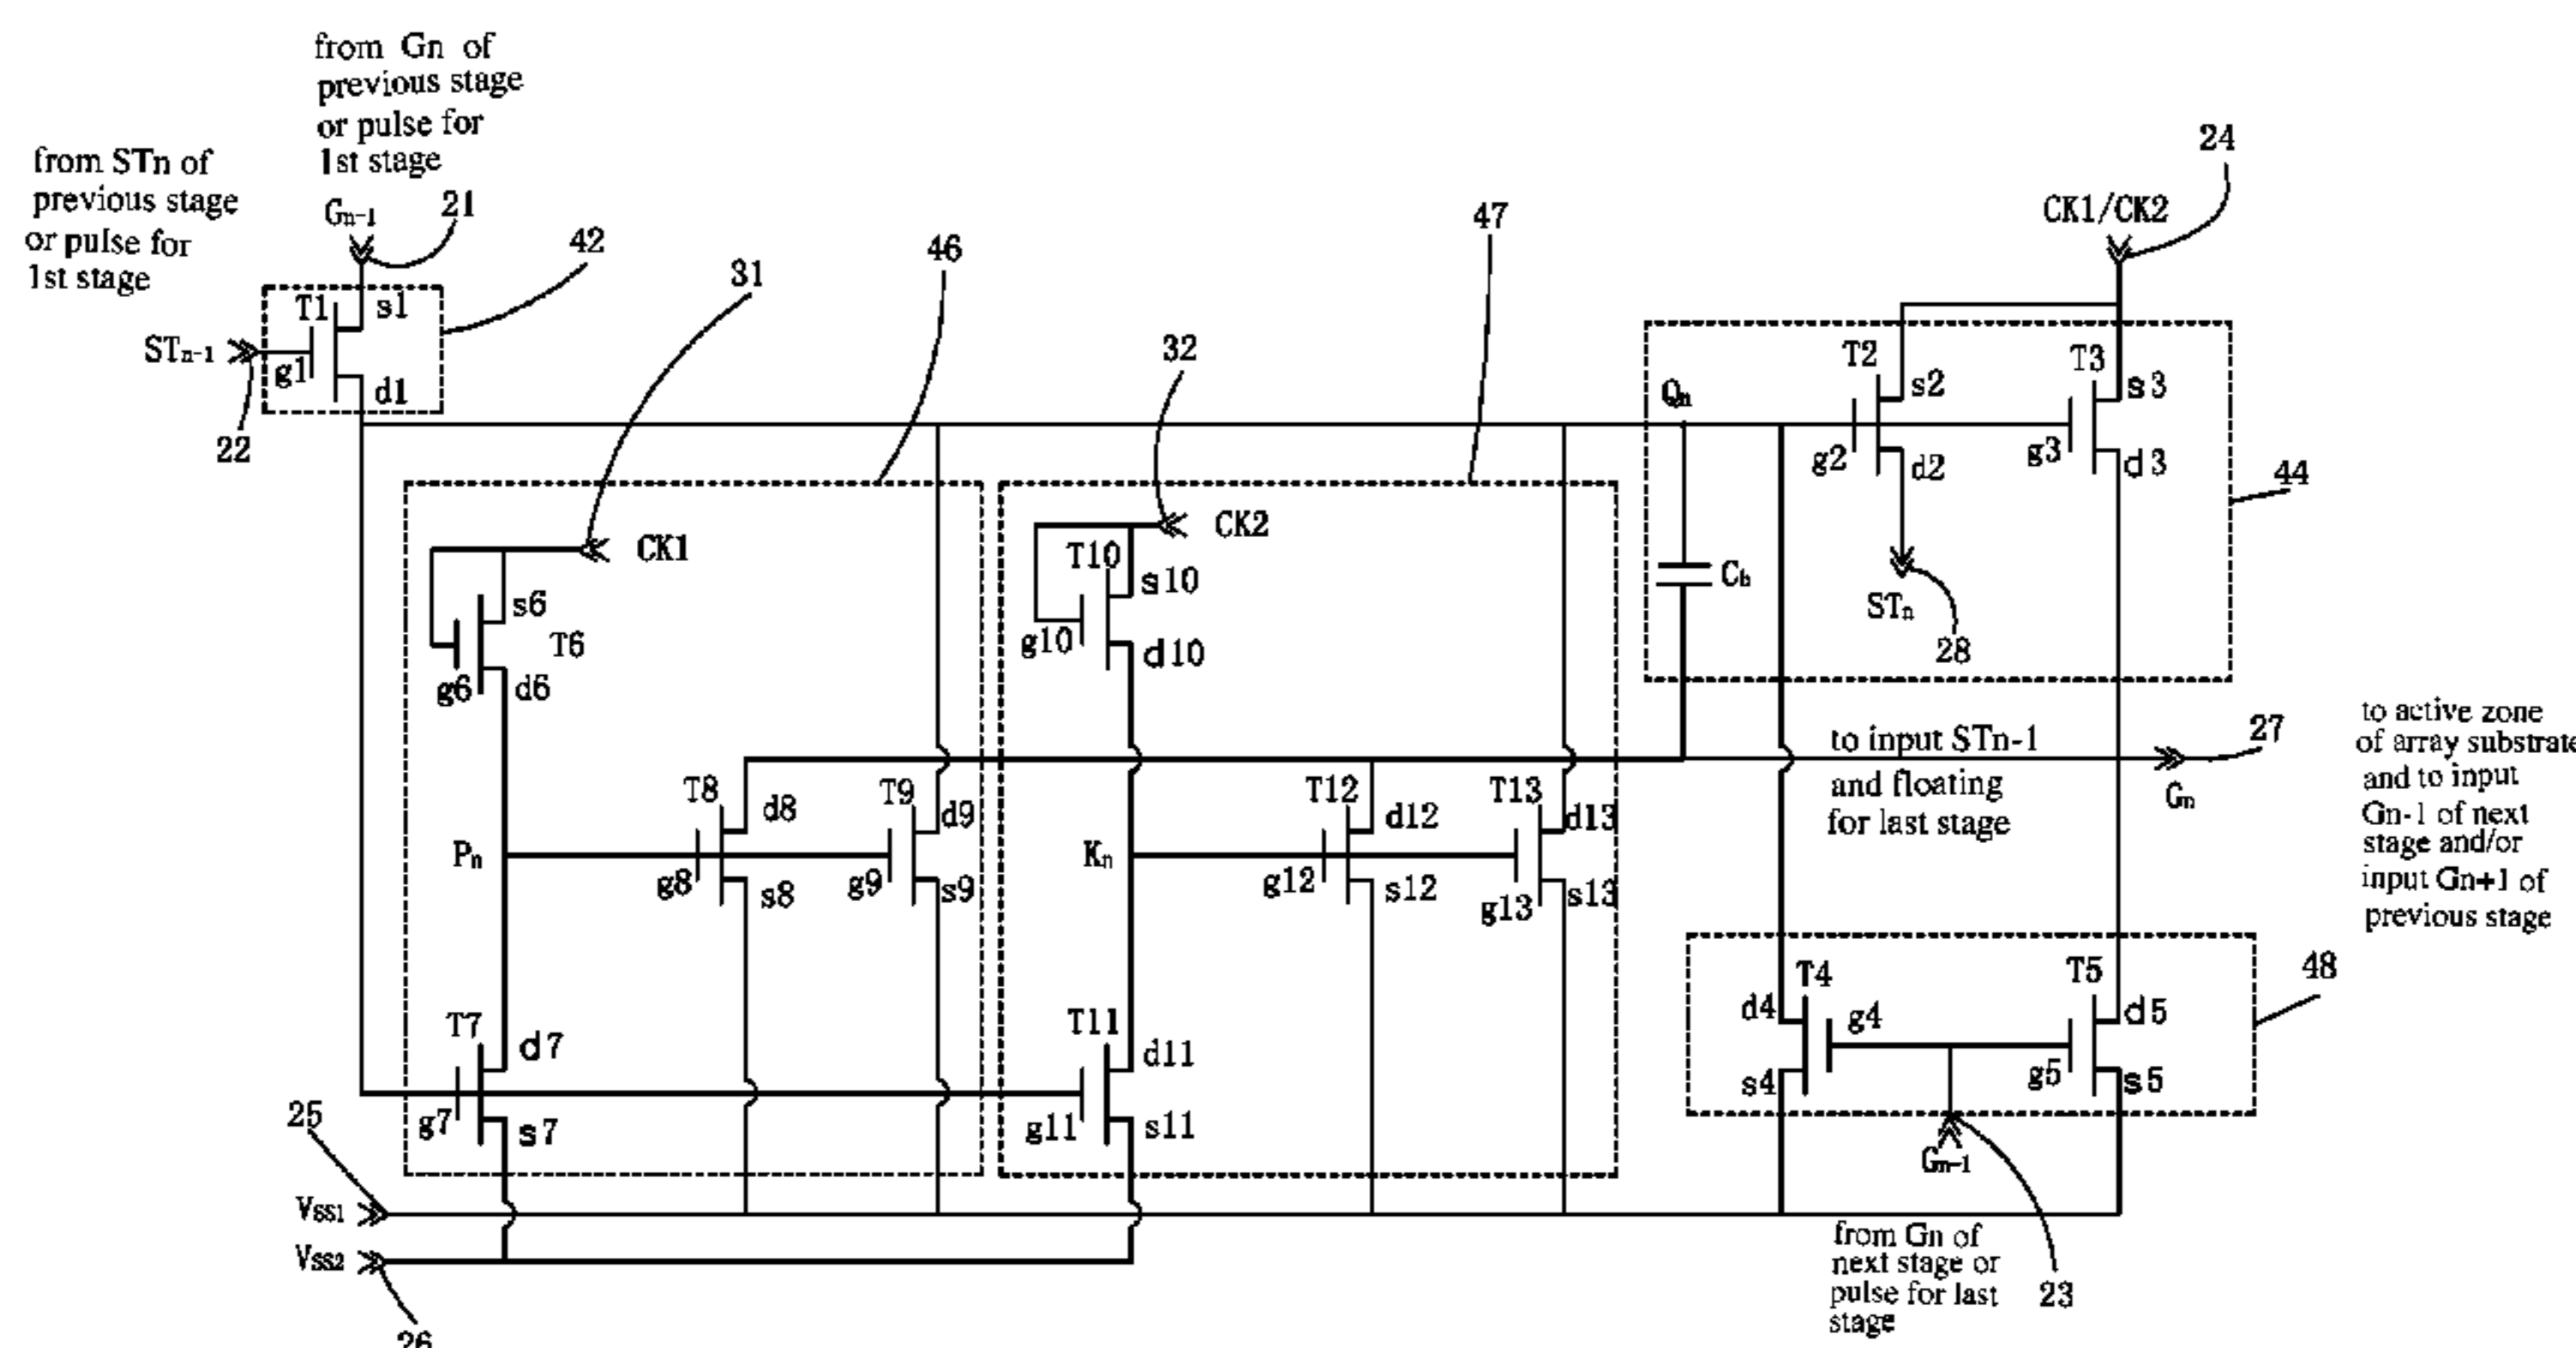 from Gn of
previous stage
or pulse for
1st stage
from STn of
previous stage
or pulse for
1st stage
Gn-1
21
42
46
31
47
32
24
CK1/CK2
T1
s1
STn-1
g1
d1
22
Qn
T2
s2
g2
d2
T3
s3
g3
d3
44
CK1
CK2
s6
T6
g6
d6
T10
s10
g10
d10
Cb
STn
28
to input STn-1
and floating
for last stage
27
Gn
to active zone
of array substrate
and to input
Gn-1 of next
stage and/or
input Gn+1 of
previous stage
Pn
T8
d8
g8
s8
T9
d9
g9
s9
Kn
T12
d12
g12
s12
T13
d13
g13
s13
T7
d7
g7
s7
T11
d11
g11
s11
T4
d4
g4
s4
T5
d5
g5
s5
48
Gn-1
23
25
VSS1
VSS2
26
from Gn of
next stage or
pulse for last
stage